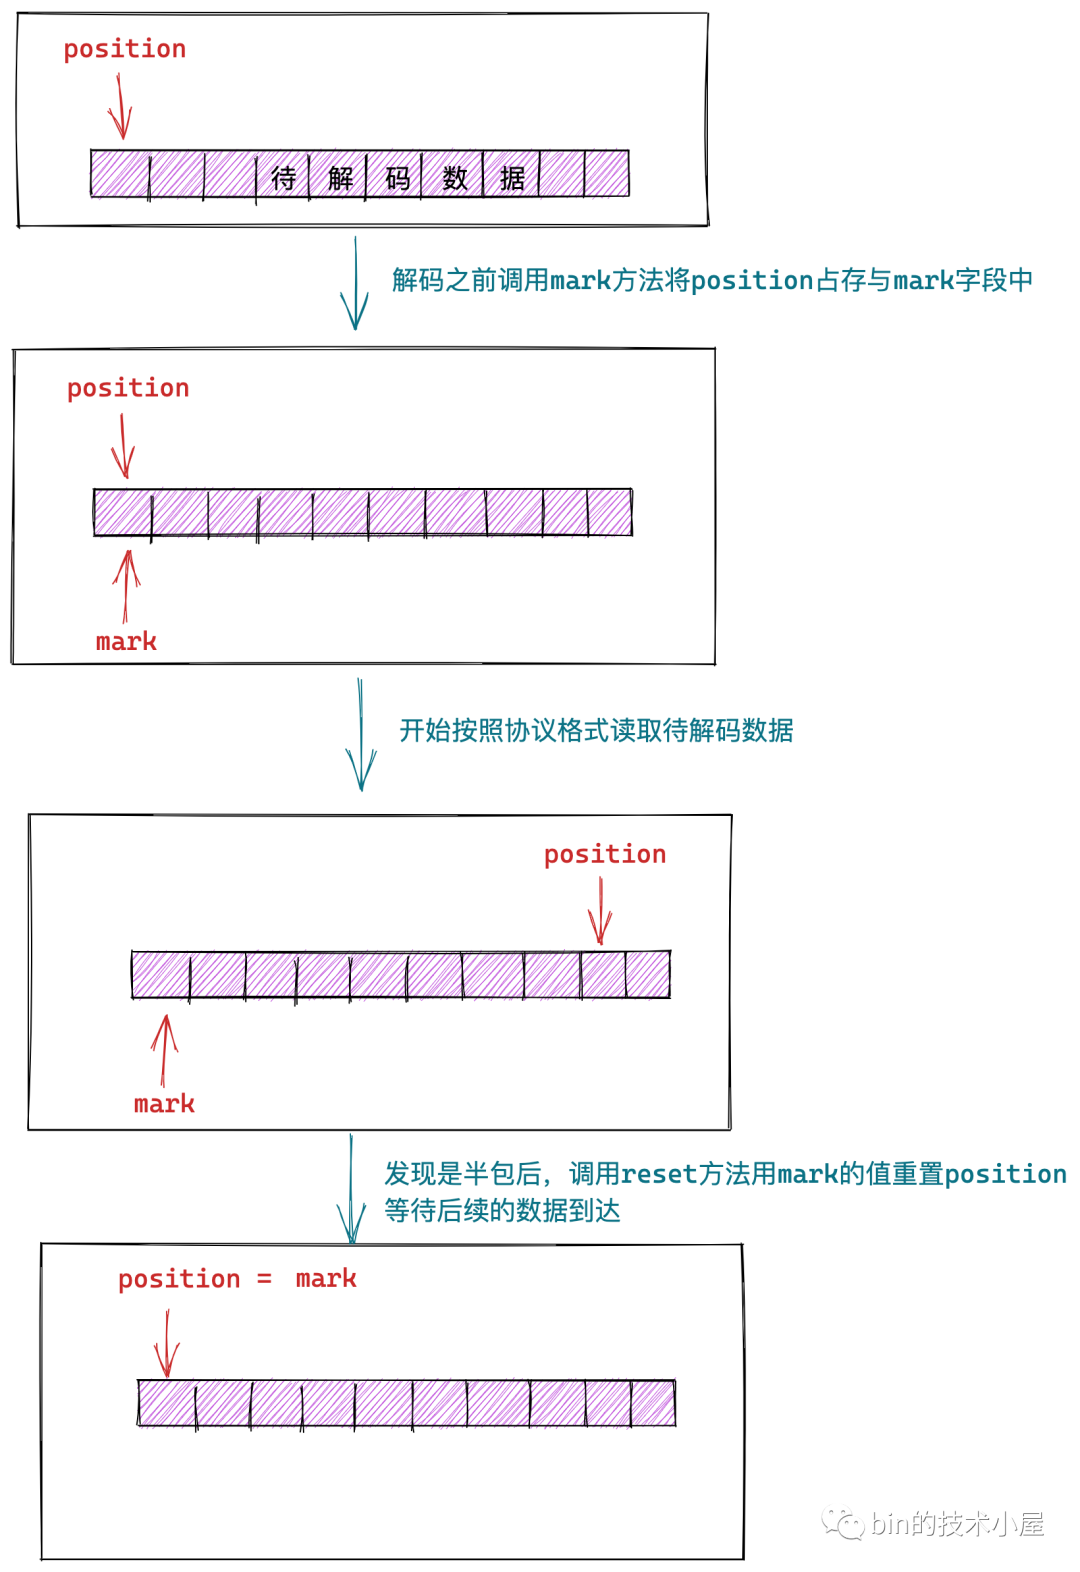 position
待解码数据
解码之前调用mark方法将position占存与mark字段中
position
mark
开始按照协议格式读取待解码数据
position
mark
发现是半包后，调用reset方法用mark的值重置position
等待后续的数据到达
position = mark
bin的技术小屋